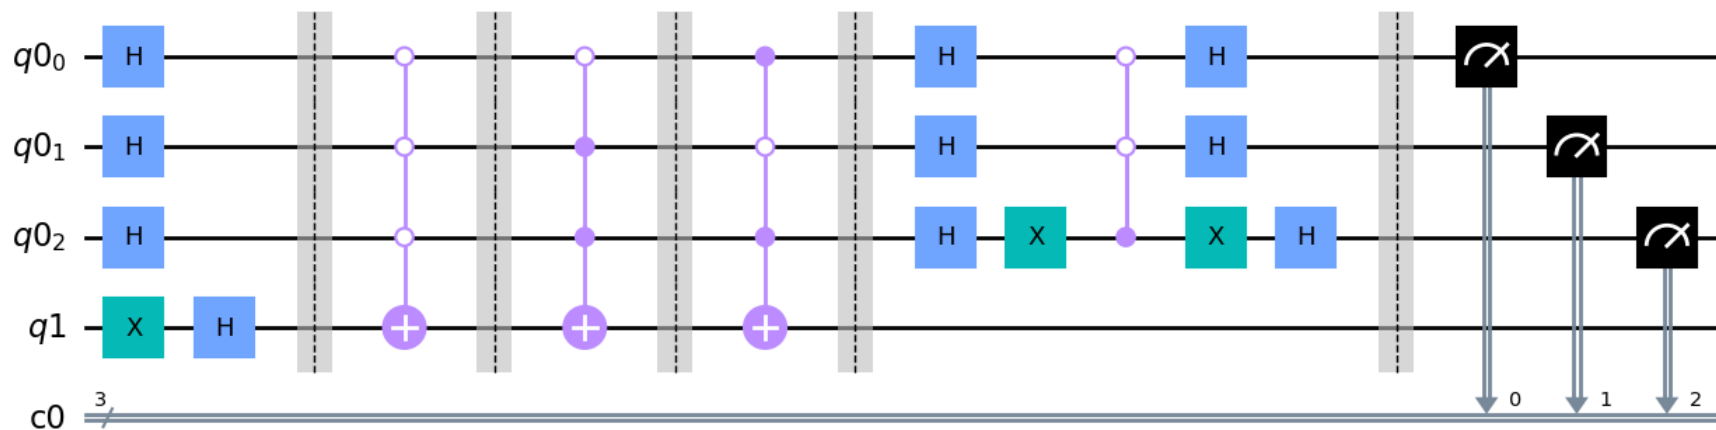 q0₀ H H H
q0₁ H H H
q0₂ H H X X H
q1 X H
c0 3 0 1 2